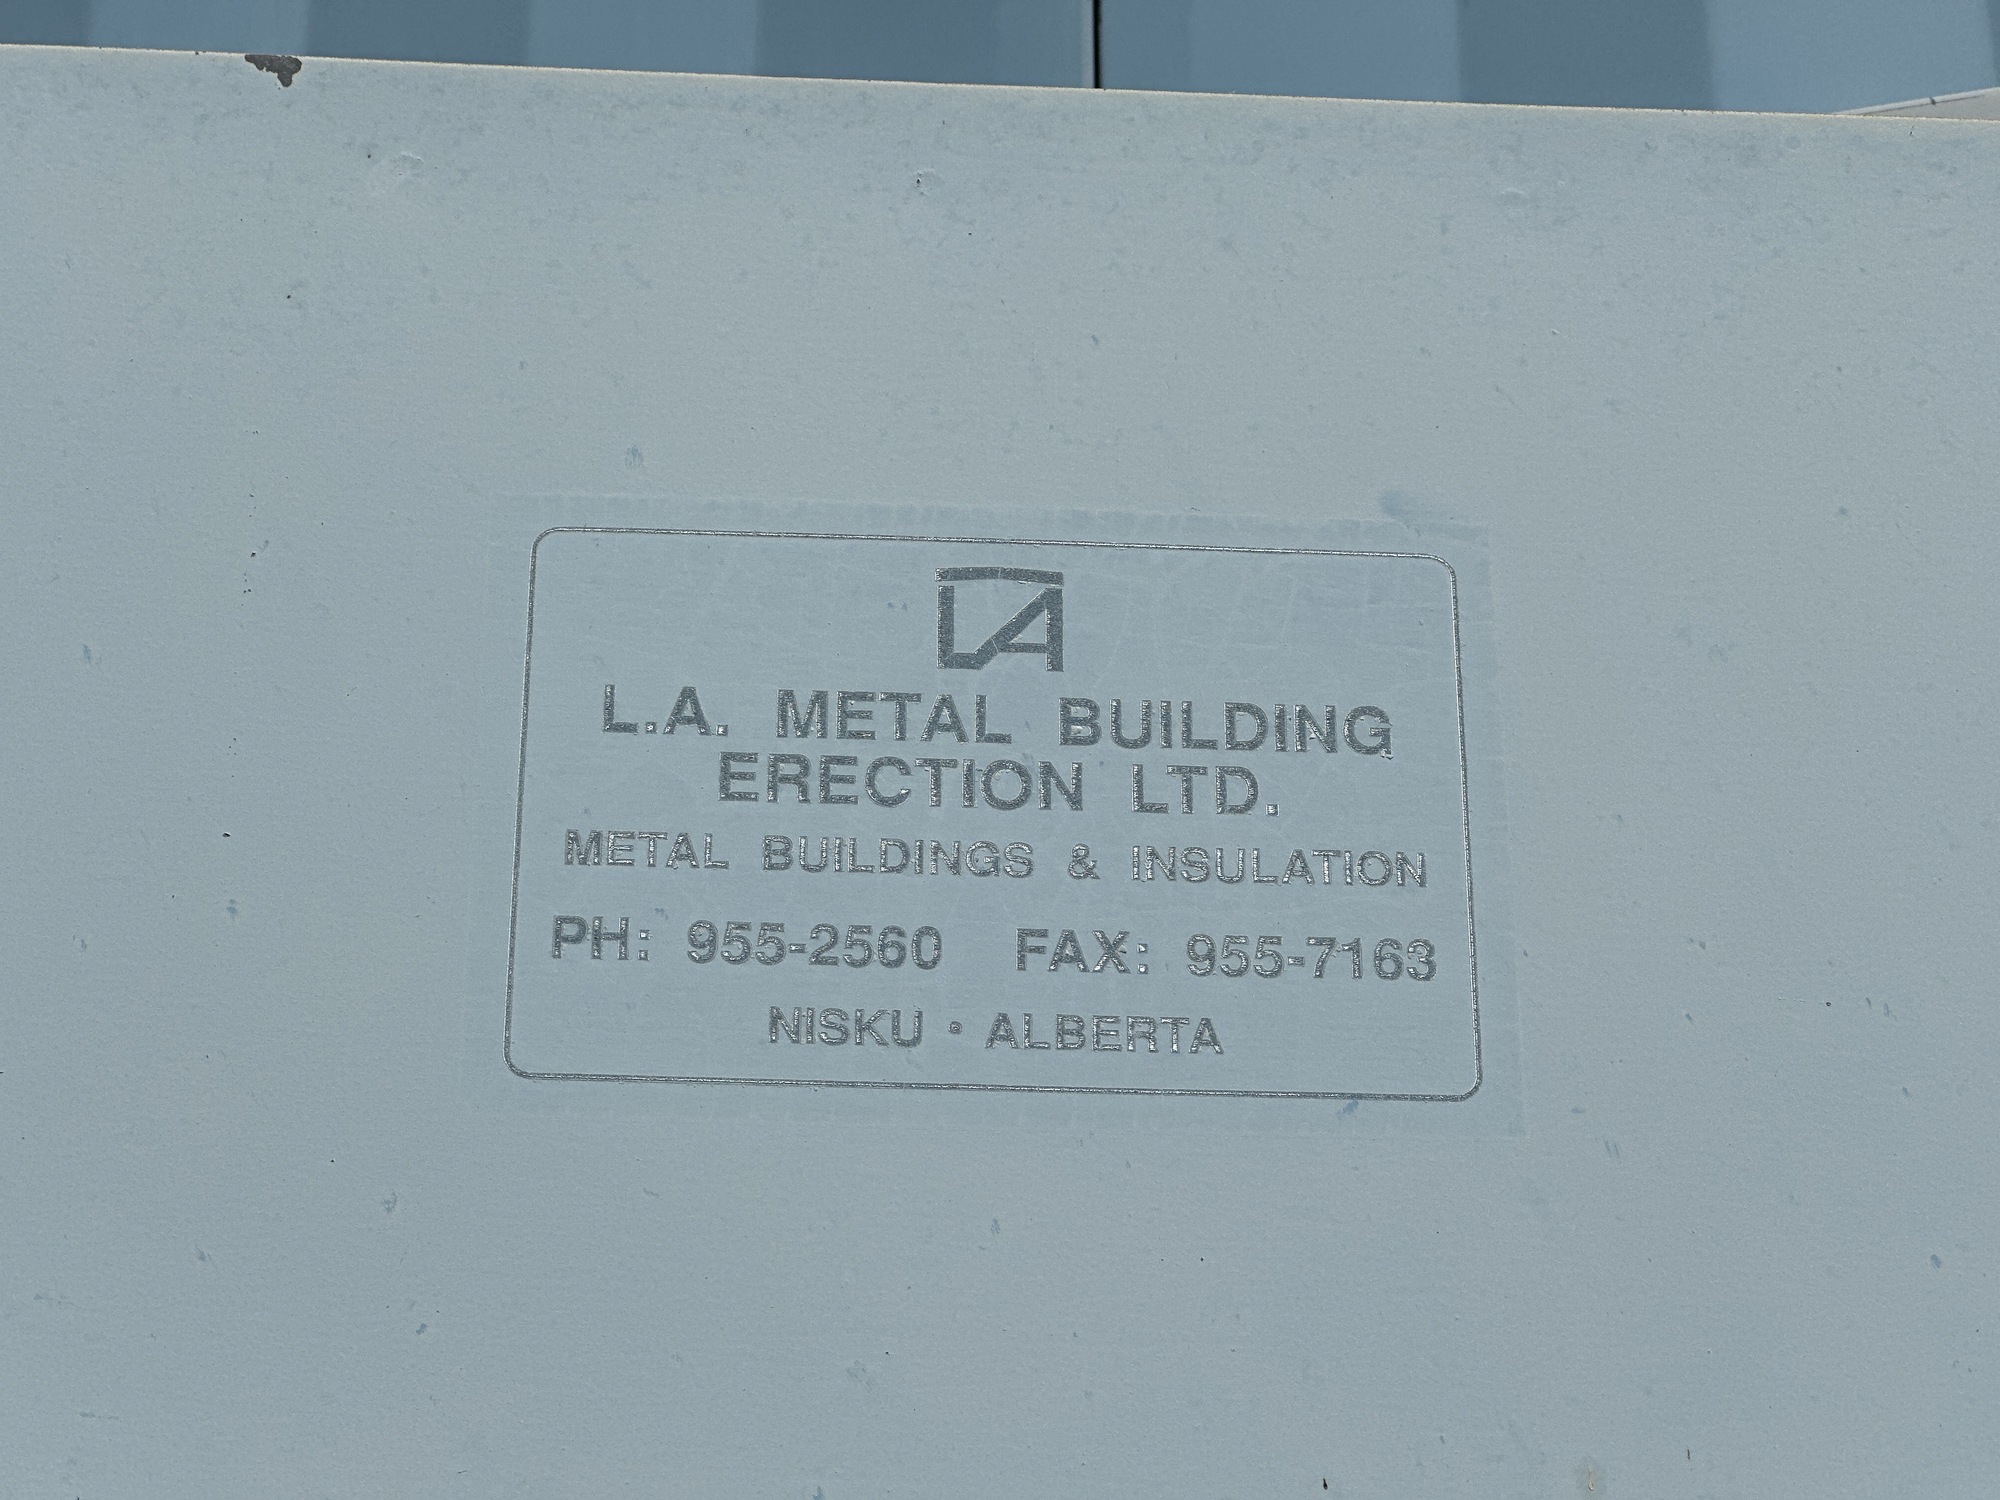 LA
L.A. METAL BUILDING
ERECTION LTD.
METAL BUILDINGS & INSULATION
PH: 955-2560 FAX: 955-7163
NISKU • ALBERTA